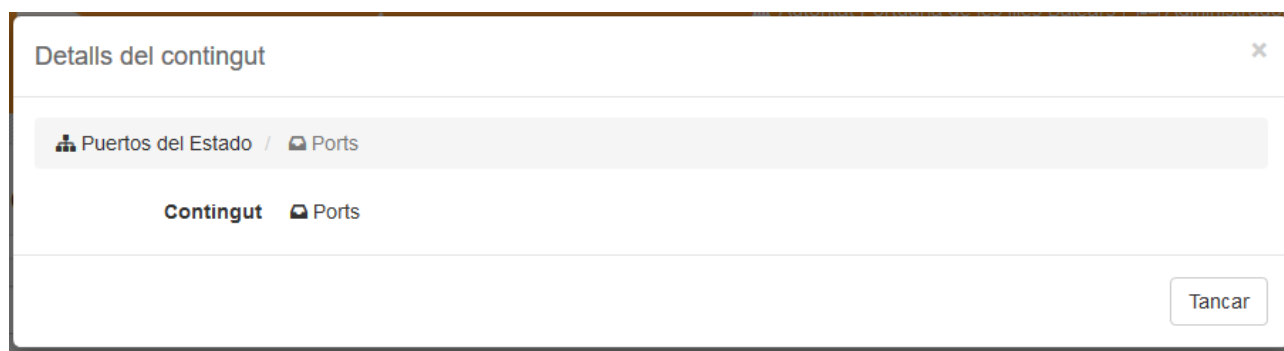 Detalls del contingut ×
Puertos del Estado / Ports
Contingut Ports
Tancar